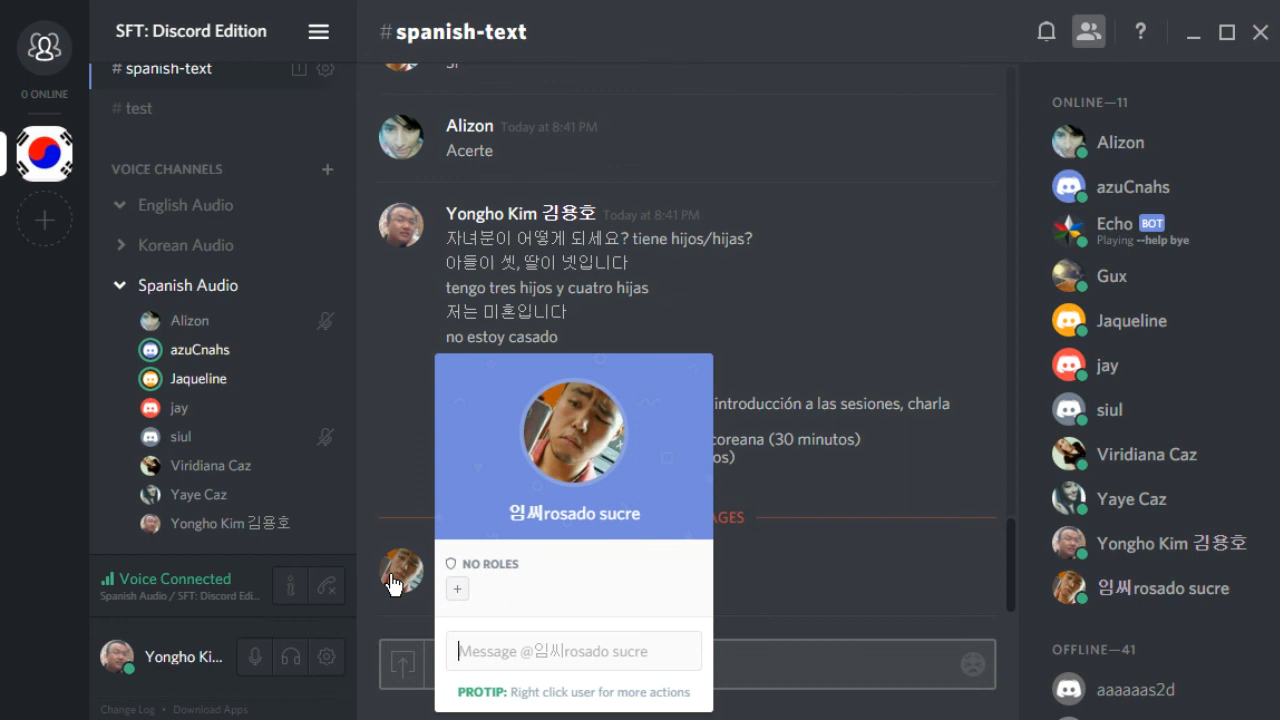 0 ONLINE
SFT: Discord Edition
# spanish-text
# test
VOICE CHANNELS
English Audio
Korean Audio
Spanish Audio
Alizon
azuCnahs
Jaqueline
jay
siul
Viridiana Caz
Yaye Caz
Yongho Kim 김용호
Voice Connected
Spanish Audio / SFT: Discord Edi...
Yongho Ki...
Change Log • Download Apps
# spanish-text
?
Alizon Today at 8:41 PM
Acerte
Yongho Kim 김용호 Today at 8:41 PM
자녀분이 어떻게 되세요? tiene hijos/hijas?
아들이 셋, 딸이 넷입니다
tengo tres hijos y cuatro hijas
저는 미혼입니다
no estoy casado
introducción a las sesiones, charla
coreana (30 minutos)
os)
AGES
임씨rosado sucre
NO ROLES
+
Message @임씨rosado sucre
PROTIP: Right click user for more actions
ONLINE—11
Alizon
azuCnahs
Echo BOT
Playing --help bye
Gux
Jaqueline
jay
siul
Viridiana Caz
Yaye Caz
Yongho Kim 김용호
임씨rosado sucre
OFFLINE—41
aaaaaas2d